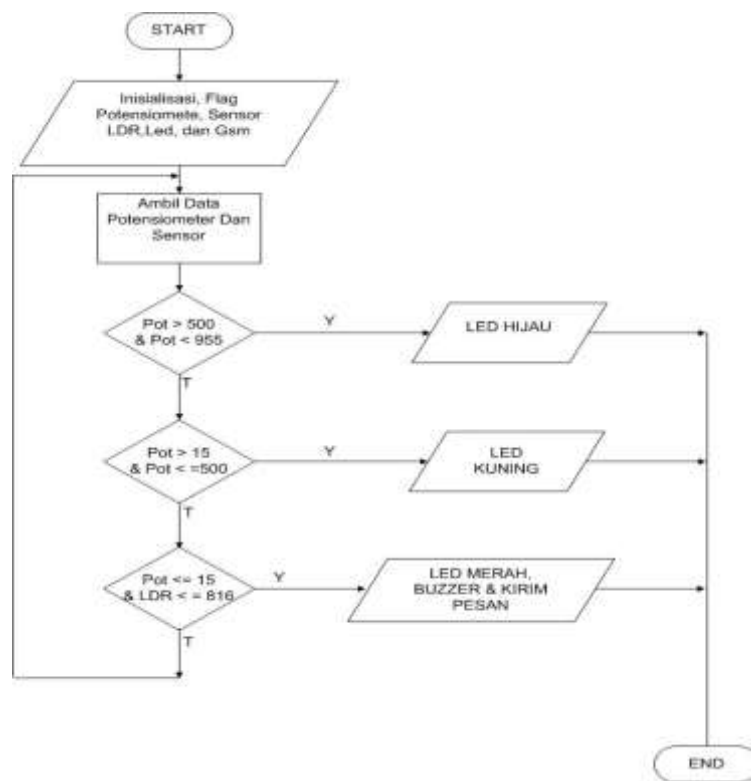 START
Inisialisasi, Flag
Potensiomete, Sensor
LDR,Led, dan Gsm
Ambil Data
Potensiometer Dan
Sensor
Pot > 500
& Pot < 955
Y
LED HIJAU
T
Pot > 15
& Pot < =500
Y
LED
KUNING
T
Pot <= 15
& LDR < = 816
Y
LED MERAH,
BUZZER & KIRIM
PESAN
T
END